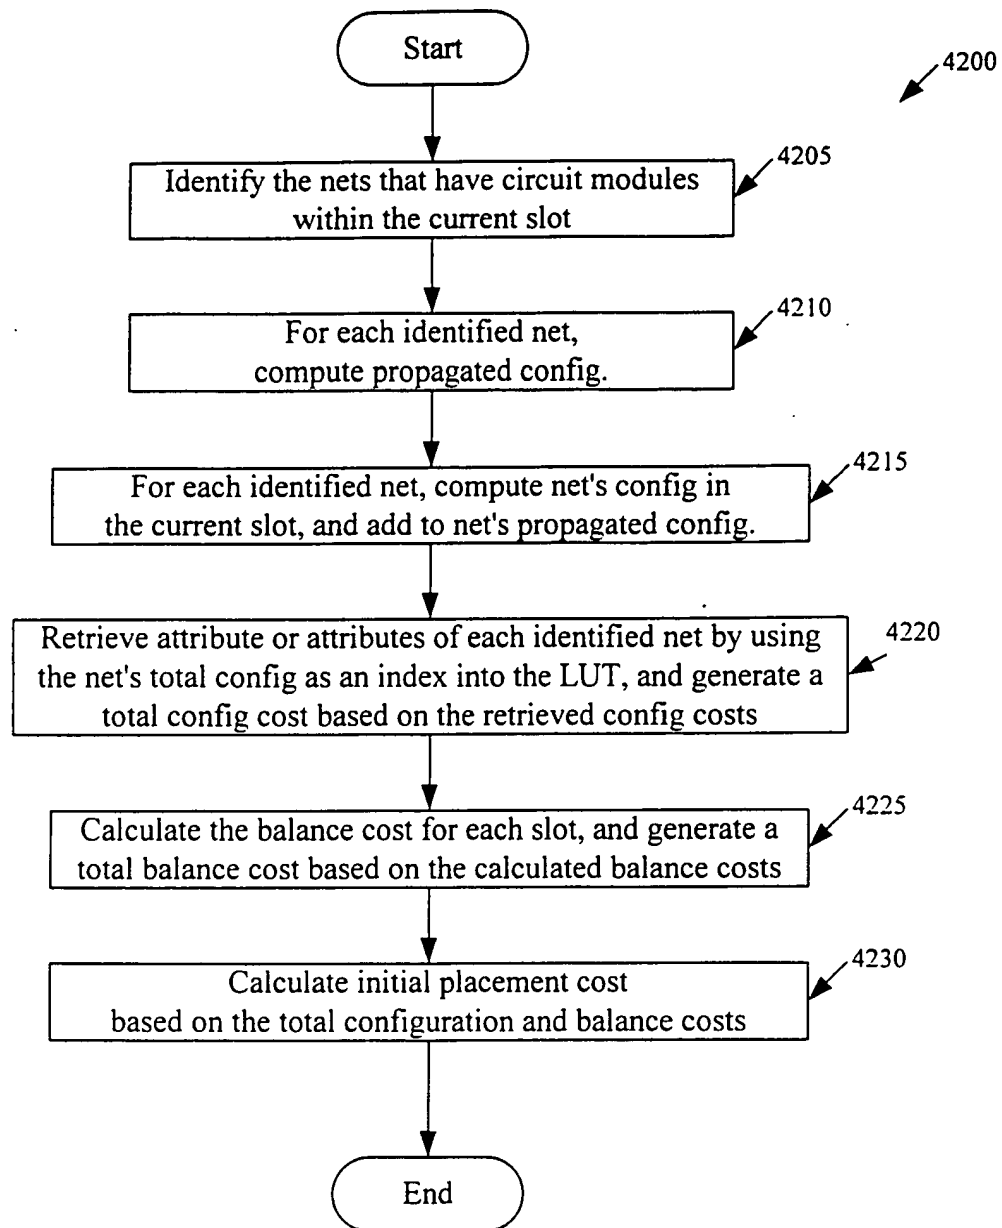 Start
4200
4205
Identify the nets that have circuit modules
within the current slot
4210
For each identified net,
compute propagated config.
4215
For each identified net, compute net's config in
the current slot, and add to net's propagated config.
4220
Retrieve attribute or attributes of each identified net by using
the net's total config as an index into the LUT, and generate a
total config cost based on the retrieved config costs
4225
Calculate the balance cost for each slot, and generate a
total balance cost based on the calculated balance costs
4230
Calculate initial placement cost
based on the total configuration and balance costs
End